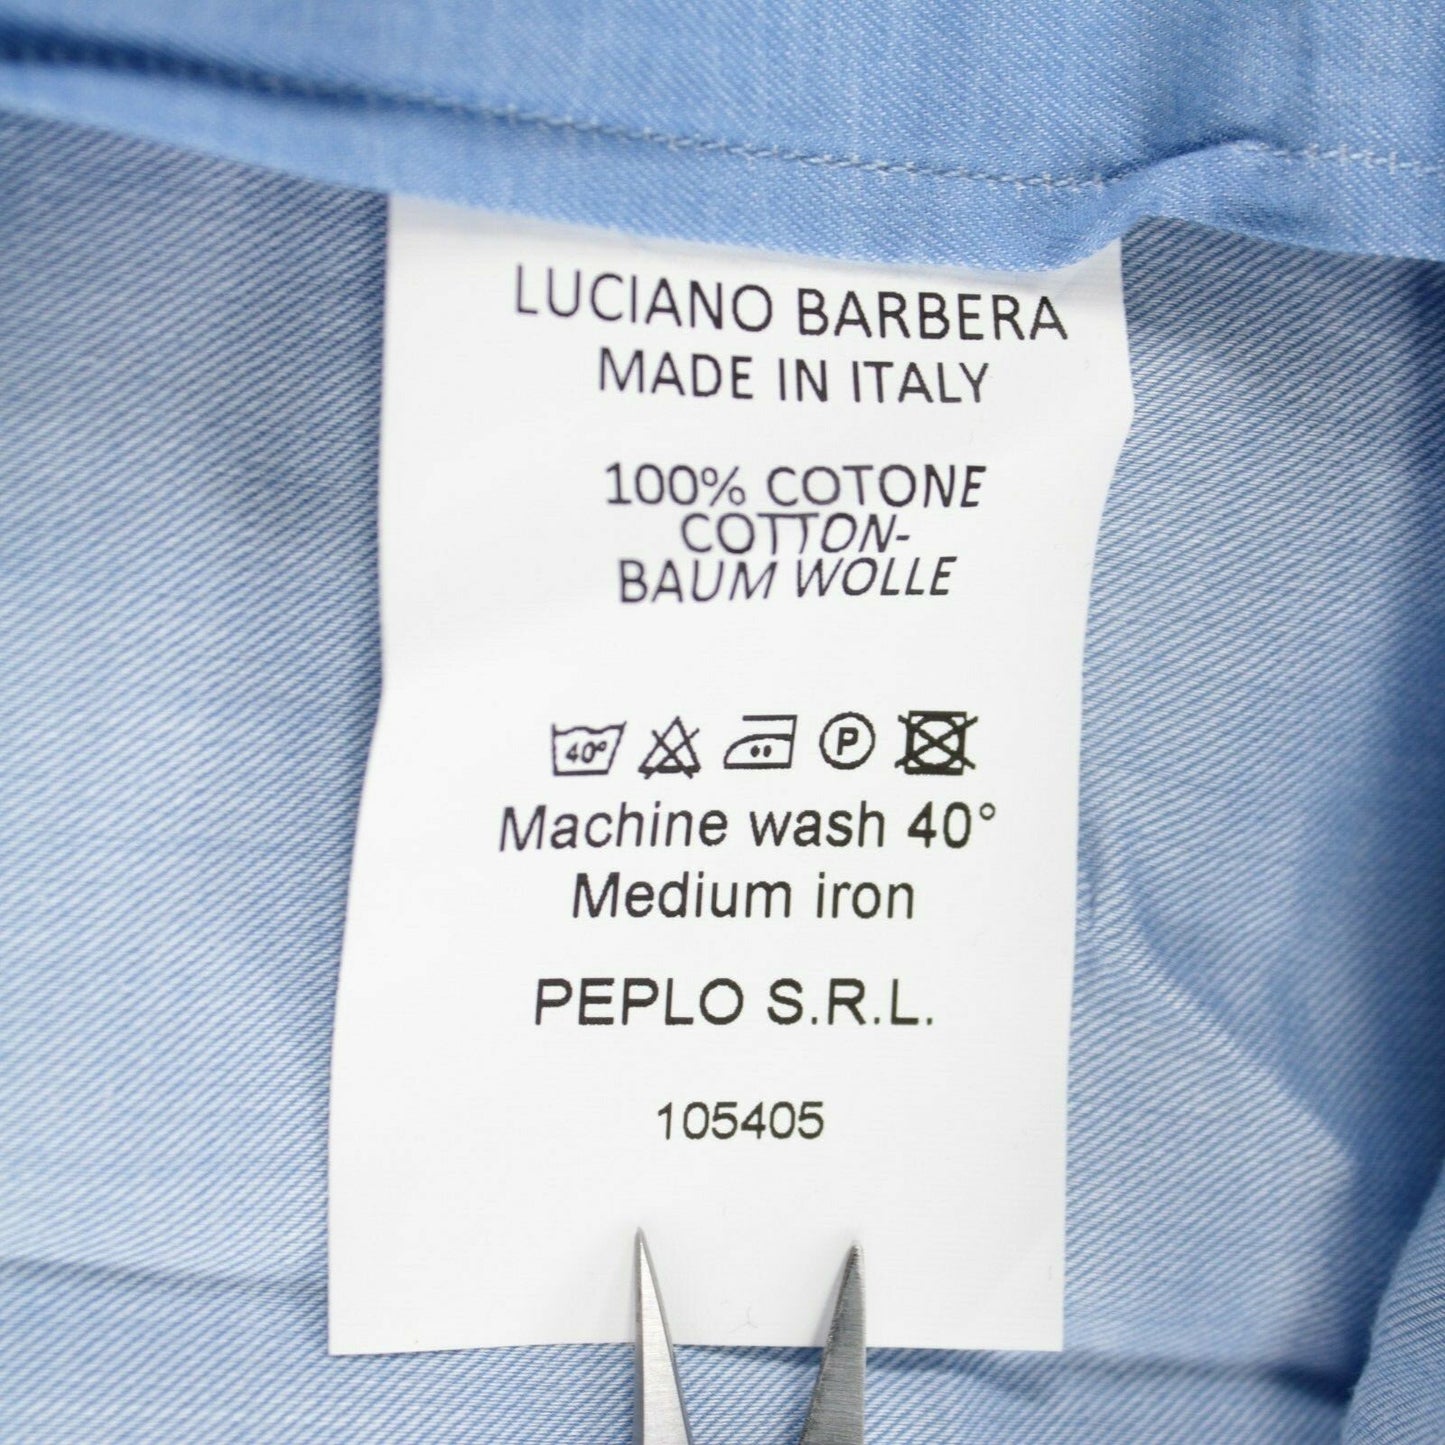 LUCIANO BARBERA
MADE IN ITALY
100% COTONE
COTTON-
BAUM WOLLE
40° P
Machine wash 40°
Medium iron
PEPLO S.R.L.
105405